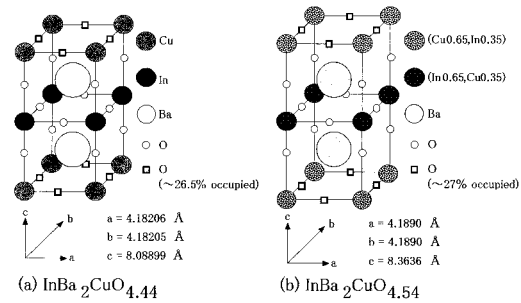 Cu
In
Ba
O
O
(~26.5% occupied)
c
b
a
a = 4.18206 Å
b = 4.18205 Å
c = 8.08899 Å
(a) InBa2CuO4.44
(Cu0.65,In0.35)
(In0.65,Cu0.35)
Ba
O
O
(~27% occupied)
c
b
a
a = 4.1890 Å
b = 4.1890 Å
c = 8.3636 Å
(b) InBa2CuO4.54